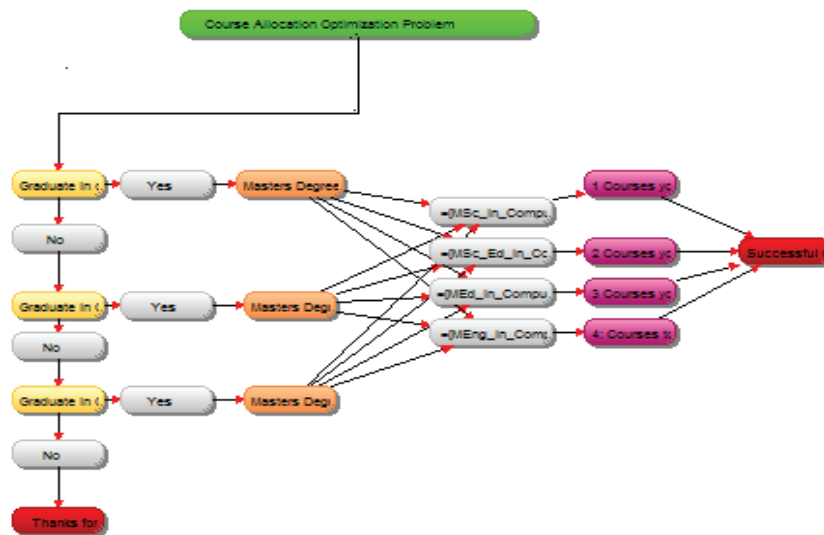 Course Allocation Optimization Problem
Graduate In
Yes
Masters Degree
1 Courses
={MSc_In_Compu
No
={MSc_Ed_In_Co
2 Courses
Successful
Graduate In
Yes
Masters Deg
={MEd_In_Compu
3 Courses
No
={MEng_In_Comp
4: Courses
Graduate In
Yes
Masters Deg
No
Thanks for